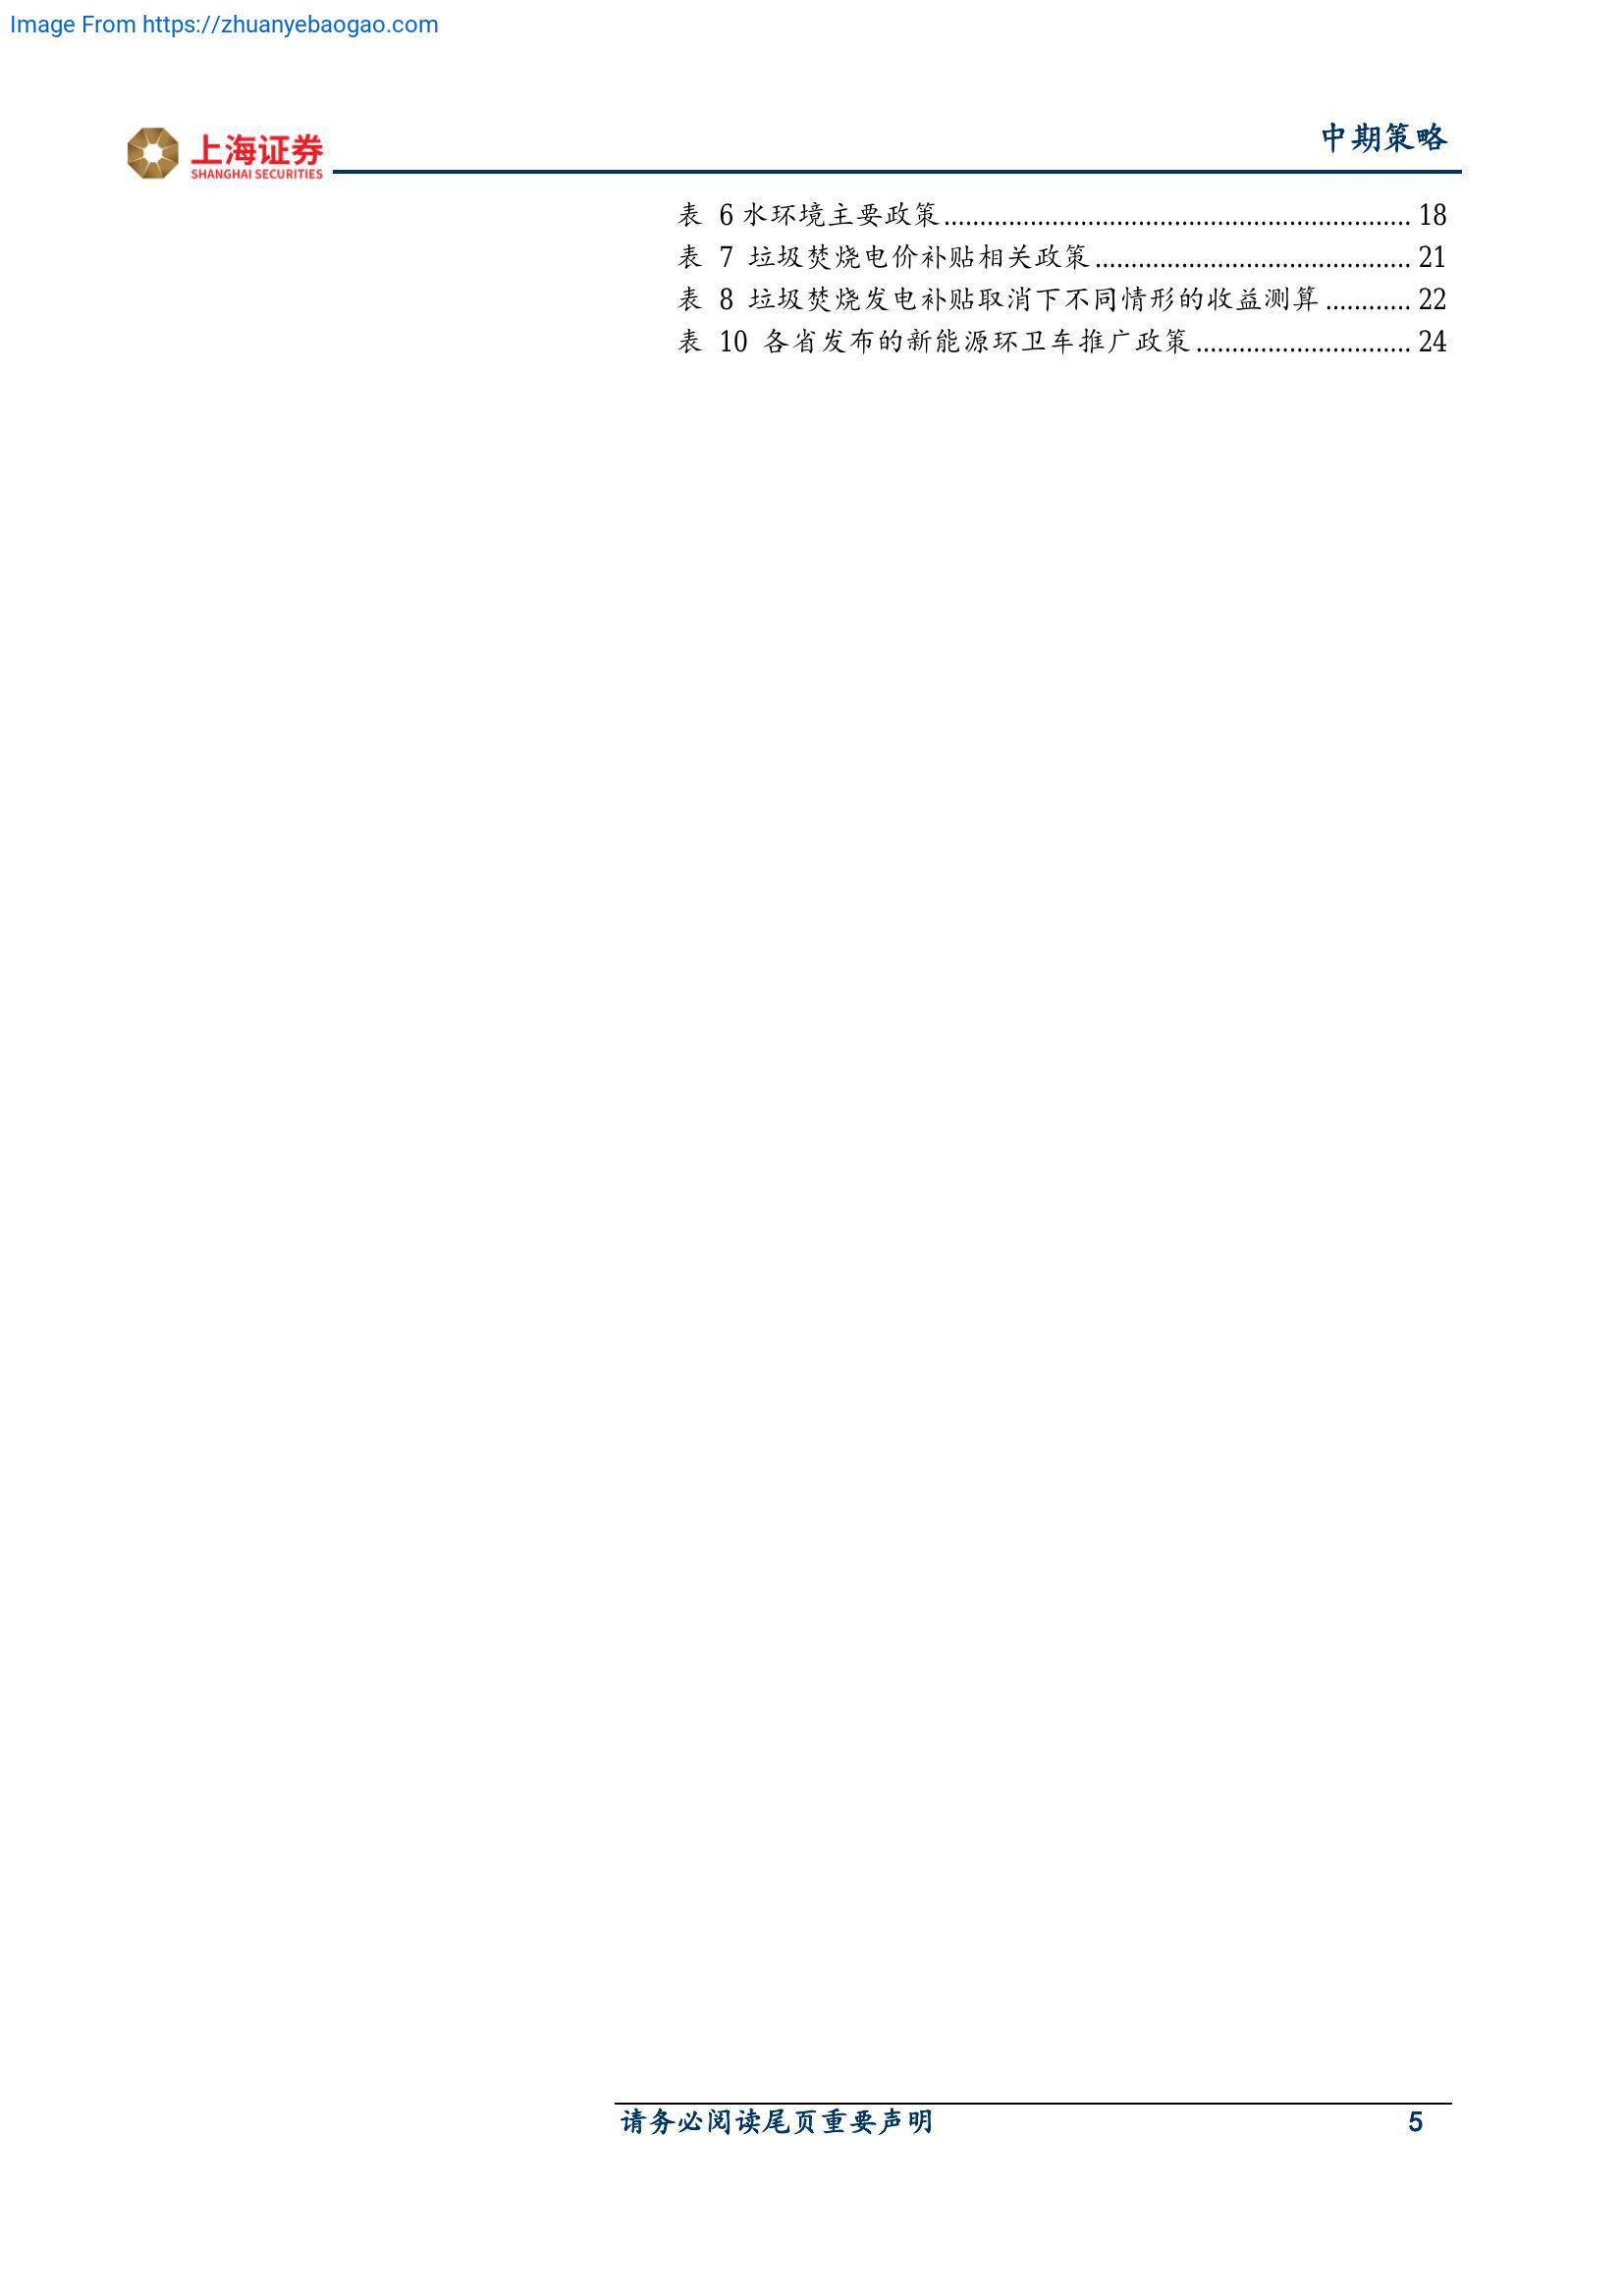 Image From https://zhuanyebaogao.com
中期策略
上海证券
SHANGHAI SECURITIES
表 6 水环境主要政策................................................................. 18
表 7 垃圾焚烧电价补贴相关政策............................................ 21
表 8 垃圾焚烧发电补贴取消下不同情形的收益测算............ 22
表 10 各省发布的新能源环卫车推广政策.............................. 24
请务必阅读尾页重要声明 5